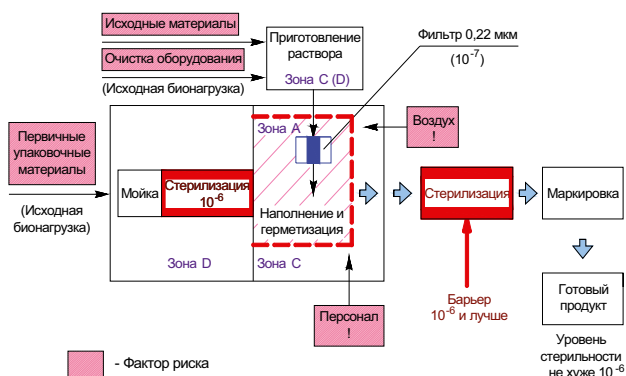 Исходные материалы
Очистка оборудования
(Исходная бионагрузка)
Приготовление
раствора
Зона С (D)
Фильтр 0,22 мкм
(10⁻⁷)
Первичные
упаковочные
материалы
(Исходная
бионагрузка)
Зона А
Воздух
!
Мойка
Стерилизация
10⁻⁶
Наполнение и
герметизация
Стерилизация
Маркировка
Зона D
Зона С
Персонал
!
Барьер
10⁻⁶ и лучше
Готовый
продукт
Уровень
стерильности
не хуже 10⁻⁶
- Фактор риска